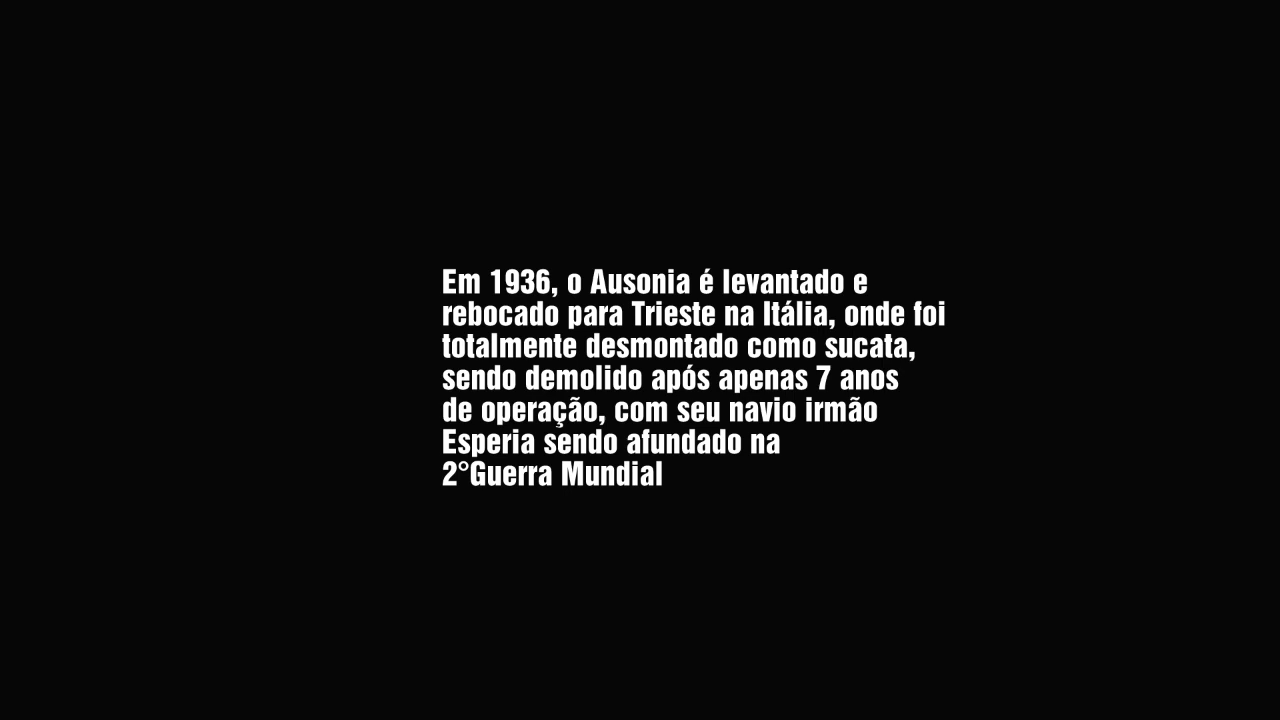 Em 1936, o Ausonia é levantado e
rebocado para Trieste na Itália, onde foi
totalmente desmontado como sucata,
sendo demolido após apenas 7 anos
de operação, com seu navio irmão
Esperia sendo afundado na
2°Guerra Mundial